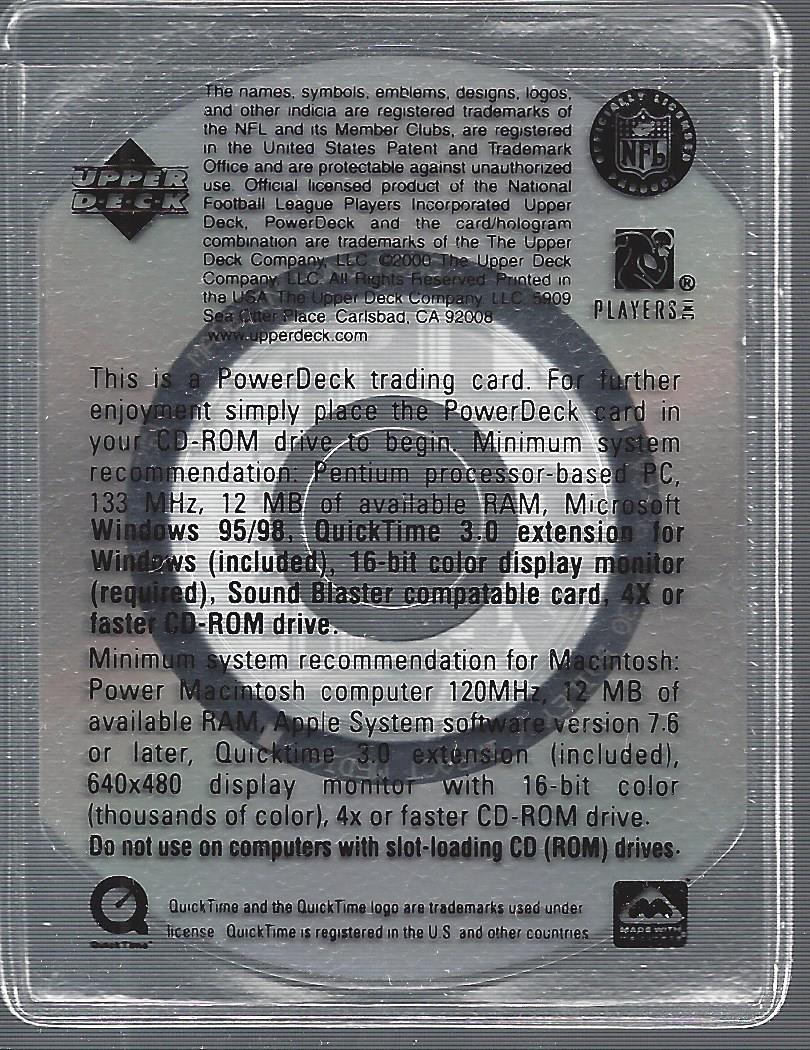 The names, symbols, emblems, designs, logos,
and other indicia are registered trademarks of
the NFL and its Member Clubs, are registered
in the United States Patent and Trademark
Office and are protectable against unauthorized
use. Official licensed product of the National
Football League Players Incorporated Upper
Deck, PowerDeck and the card/hologram
combination are trademarks of the The Upper
Deck Company, LLC ©2000 The Upper Deck
Company, LLC. All Rights Reserved Printed in
the USA The Upper Deck Company LLC 5909
Sea Otter Place, Carlsbad, CA 92008
www.upperdeck.com
UPPER
D·E·C·K
OFFICIALLY LICENSED
NFL
PRODUCT
®
PLAYERS INC
This is a PowerDeck trading card. For further
enjoyment simply place the PowerDeck card in
your CD-ROM drive to begin. Minimum system
recommendation: Pentium processor-based PC,
133 MHz, 12 MB of available RAM, Microsoft
Windows 95/98, QuickTime 3.0 extension for
Windows (included), 16-bit color display monitor
(required), Sound Blaster compatable card, 4X or
faster CD-ROM drive.
Minimum system recommendation for Macintosh:
Power Macintosh computer 120MHz, 12 MB of
available RAM, Apple System software version 7.6
or later, Quicktime 3.0 extension (included),
640x480 display monitor with 16-bit color
(thousands of color), 4x or faster CD-ROM drive.
Do not use on computers with slot-loading CD (ROM) drives.
QuickTime and the QuickTime logo are trademarks used under
license QuickTime is registered in the U S and other countries
QuickTime™
MADE WITH